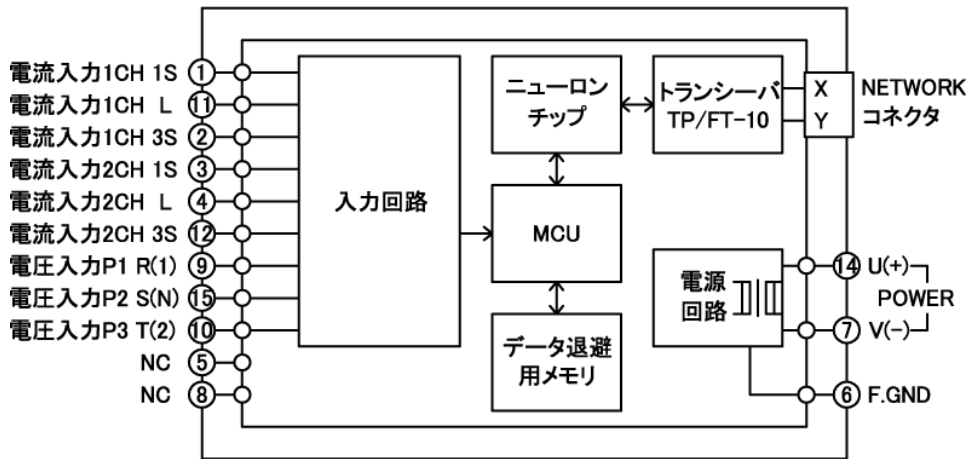 電流入力1CH 1S ①
電流入力1CH L ⑪
電流入力1CH 3S ②
電流入力2CH 1S ③
電流入力2CH L ④
電流入力2CH 3S ⑫
電圧入力P1 R(1) ⑨
電圧入力P2 S(N) ⑮
電圧入力P3 T(2) ⑩
NC ⑤
NC ⑧
入力回路
ニューロン
チップ
MCU
データ退避
用メモリ
トランシーバ
TP/FT-10
X
Y
NETWORK
コネクタ
電源
回路
⑭ U(+)
POWER
⑦ V(-)
⑥ F.GND